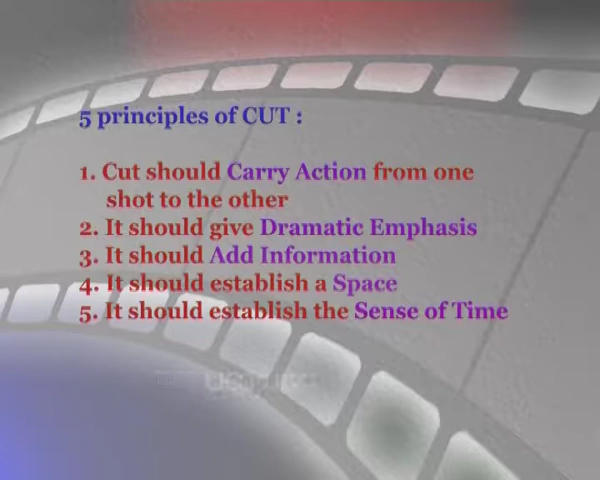 5 principles of CUT :
1. Cut should Carry Action from one
shot to the other
2. It should give Dramatic Emphasis
3. It should Add Information
4. It should establish a Space
5. It should establish the Sense of Time